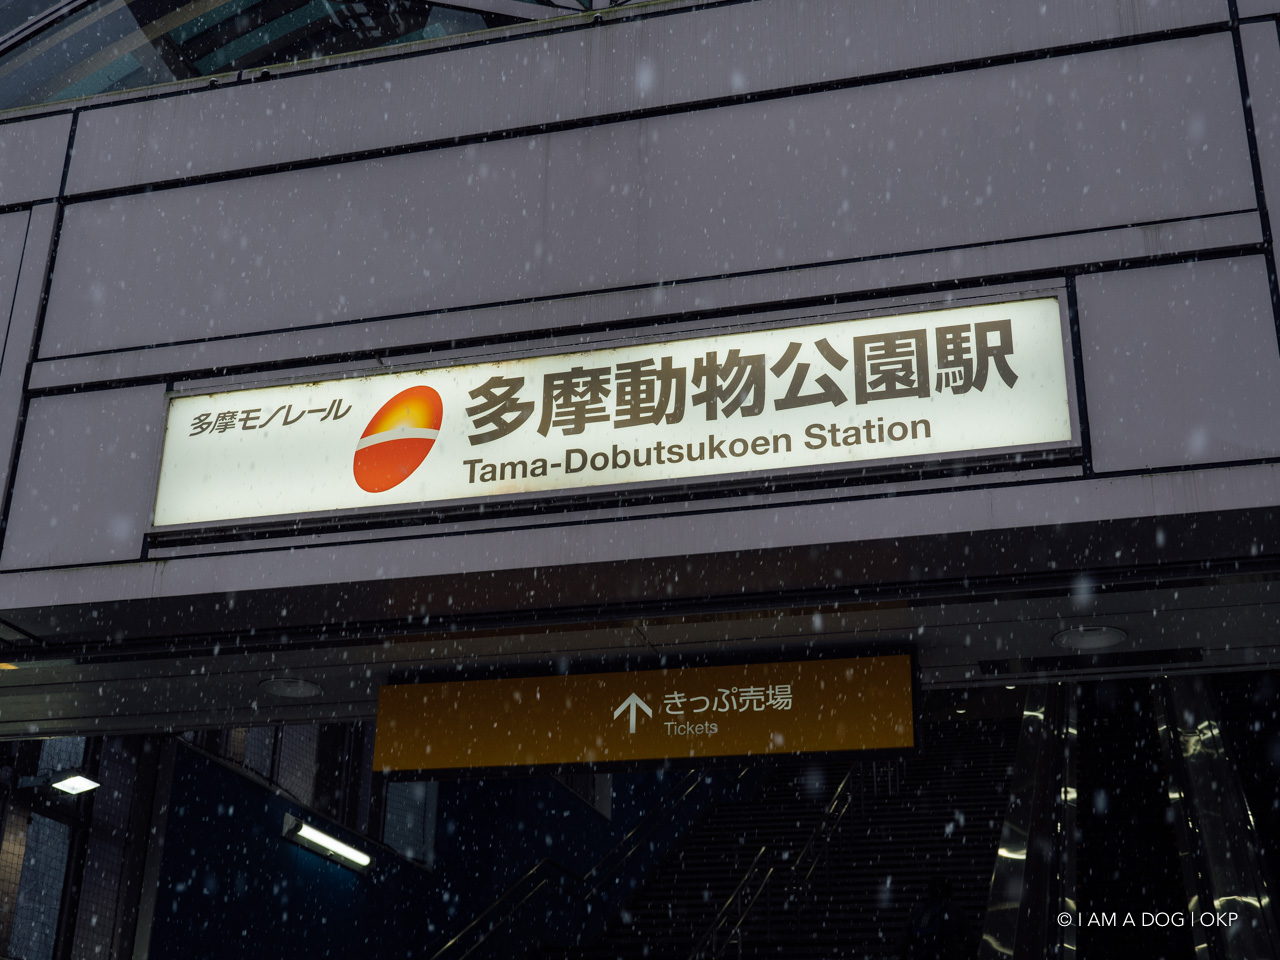 多摩モノレール
多摩動物公園駅
Tama-Dobutsukoen Station
↑ きっぷ売場
Tickets
© I AM A DOG | OKP